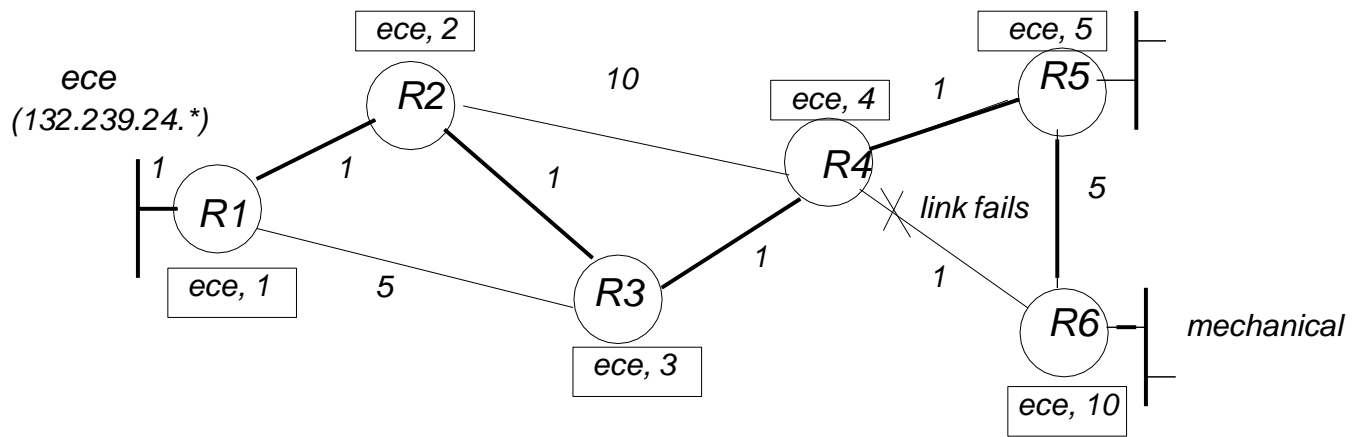 ece, 2
ece, 5
ece
(132.239.24.*)
R2
10
ece, 4
1
R5
1
1
1
R4
link fails
5
R1
ece, 1
5
R3
1
1
R6
mechanical
ece, 3
ece, 10